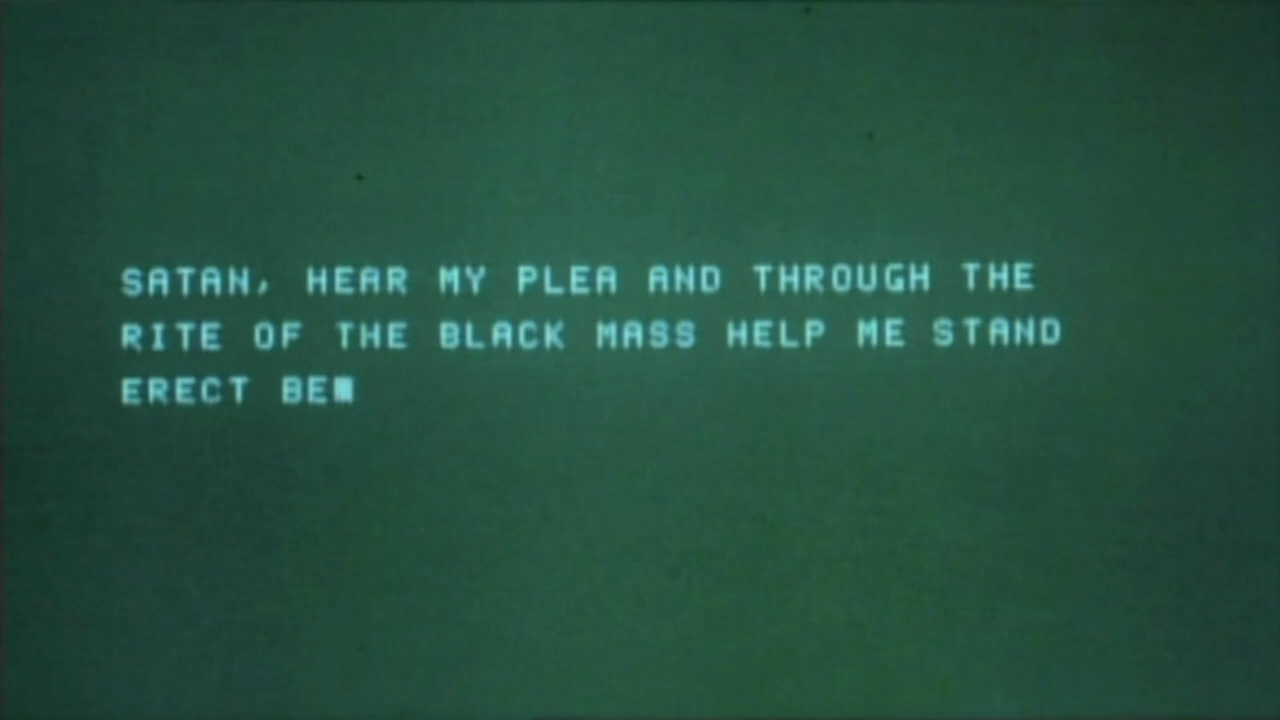 SATAN, HEAR MY PLEA AND THROUGH THE
RITE OF THE BLACK MASS HELP ME STAND
ERECT BE